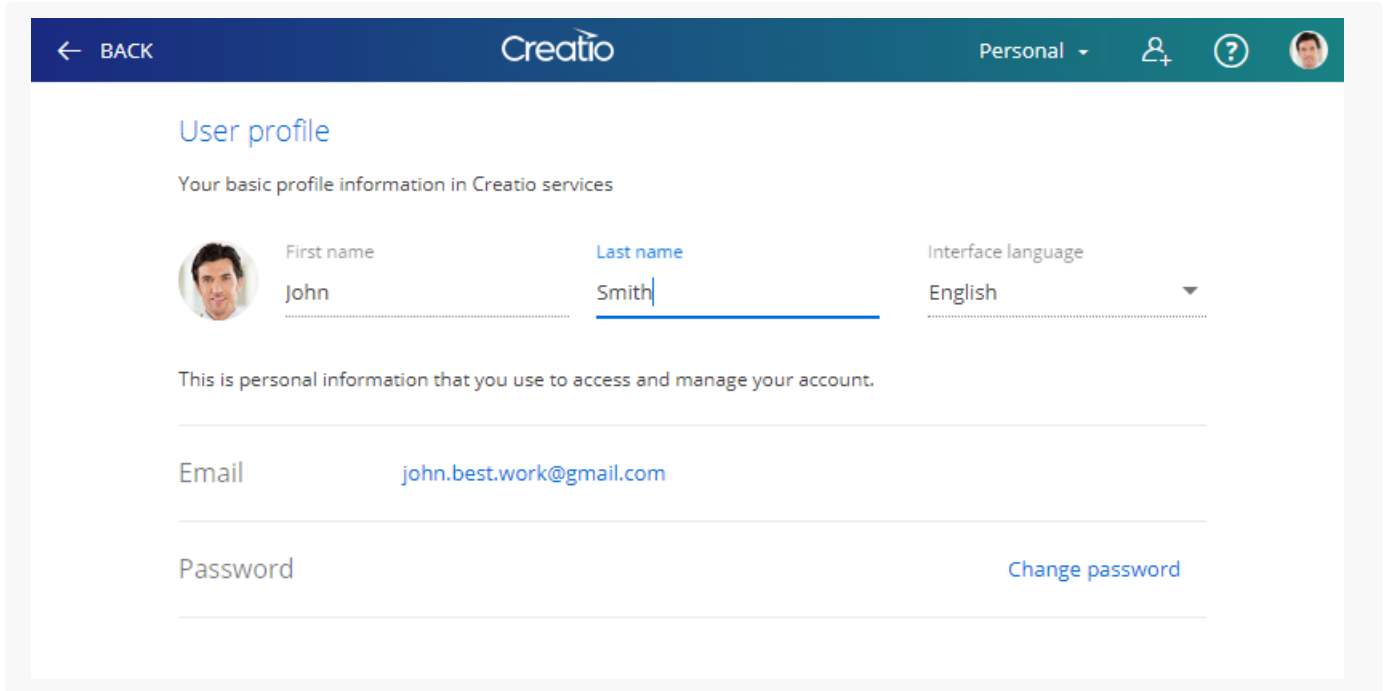 BACK Creatio Personal
User profile
Your basic profile information in Creatio services
First name Last name Interface language
John Smith English
This is personal information that you use to access and manage your account.
Email john.best.work@gmail.com
Password Change password